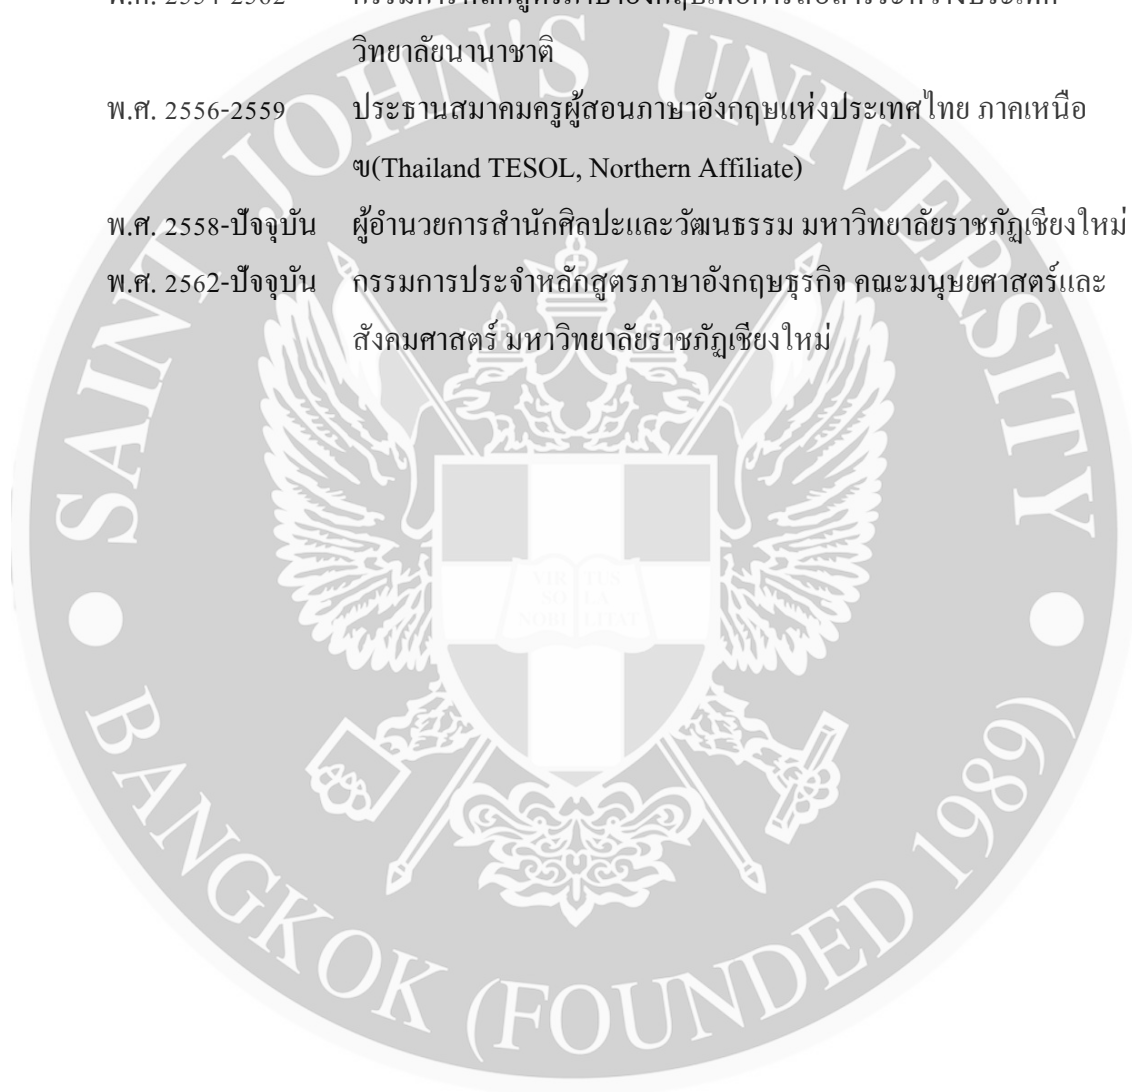 วิทยาลัยนานาชาติ
พ.ศ. 2556-2559 ประธานสมาคมครูผู้สอนภาษาอังกฤษแห่งประเทศไทย ภาคเหนือ
ฃ(Thailand TESOL, Northern Affiliate)
พ.ศ. 2558-ปัจจุบัน ผู้อำนวยการสำนักศิลปะและวัฒนธรรม มหาวิทยาลัยราชภัฏเชียงใหม่
พ.ศ. 2562-ปัจจุบัน กรรมการประจำหลักสูตรภาษาอังกฤษธุรกิจ คณะมนุษยศาสตร์และ
สังคมศาสตร์ มหาวิทยาลัยราชภัฏเชียงใหม่
SAINT JOHN'S UNIVERSITY
VIR TUS
SO LA
NOBI LITAT
BANGKOK (FOUNDED 1989)